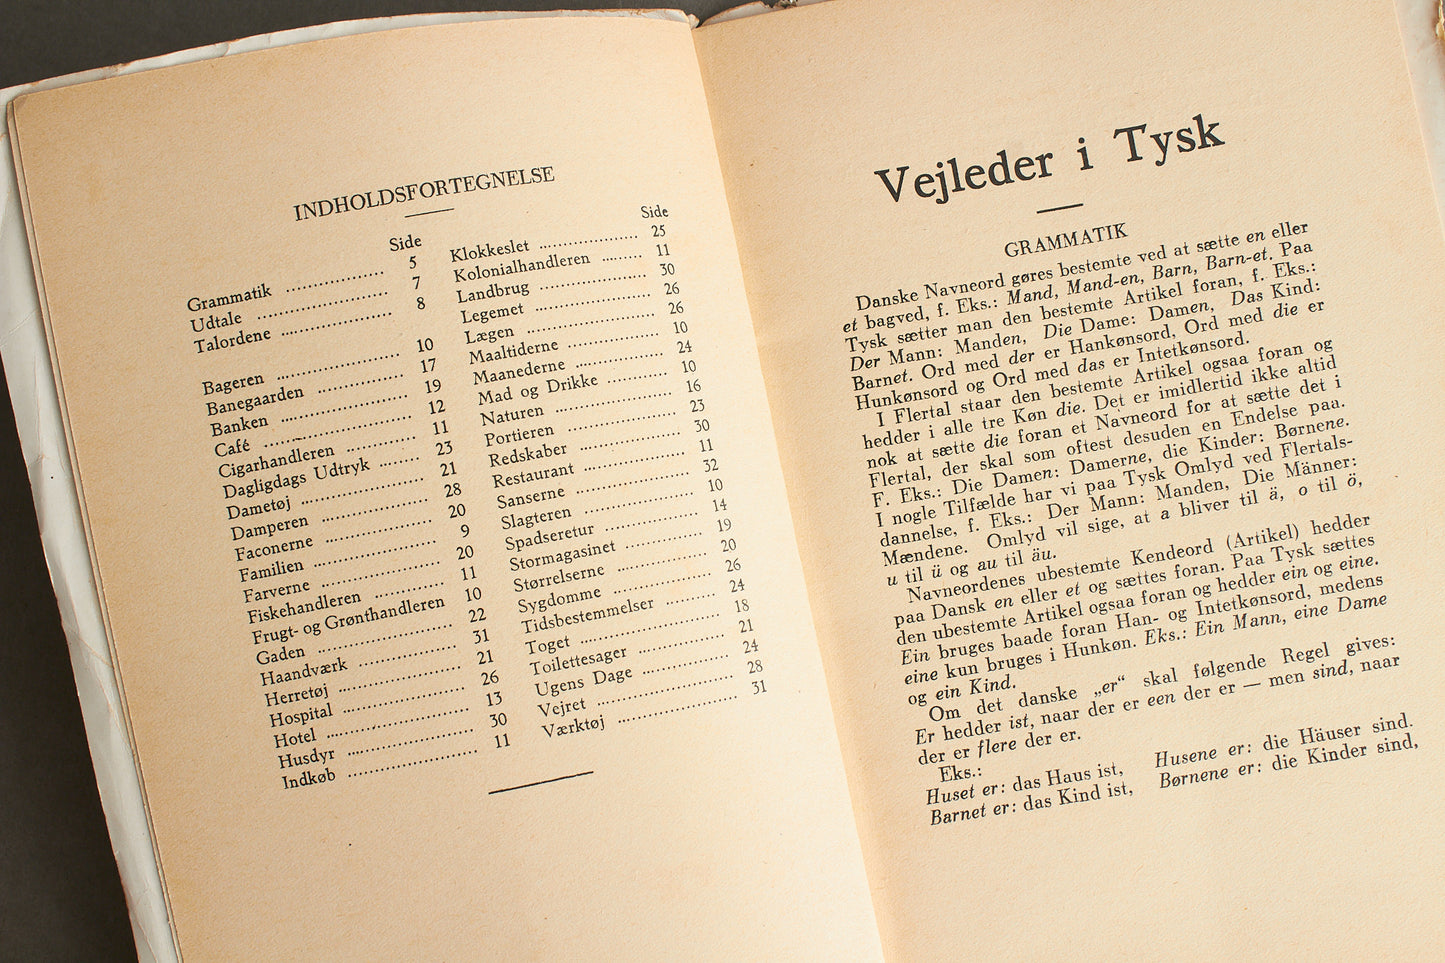 INDHOLDSFORTEGNELSE
Side
Grammatik .................. 5
Udtale .................. 7
Talordene .................. 8
Bageren .................. 10
Banegaarden .................. 17
Banken .................. 19
Café .................. 12
Cigarhandleren .................. 11
Dagligdags Udtryk ........ 23
Dametøj .................. 21
Damperen .................. 28
Faconerne .................. 20
Familien .................. 9
Farverne .................. 20
Fiskehandleren .................. 11
Frugt- og Grønthandleren 10
Gaden .................. 22
Haandværk .................. 31
Herretøj .................. 21
Hospital .................. 26
Hotel .................. 13
Husdyr .................. 30
Indkøb .................. 11
Side
Klokkeslet .................. 25
Kolonialhandleren ........ 11
Landbrug .................. 30
Legemet .................. 26
Lægen .................. 26
Maaltiderne .................. 10
Maanederne .................. 24
Mad og Drikke .......... 10
Naturen .................. 16
Portieren .................. 23
Redskaber .................. 30
Restaurant .................. 11
Sanserne .................. 32
Slagteren .................. 10
Spadseretur .................. 14
Stormagasinet .................. 19
Størrelserne .................. 20
Sygdomme .................. 26
Tidsbestemmelser .......... 24
Toget .................. 18
Toilettesager .................. 21
Ugens Dage .................. 24
Vejret .................. 28
Værktøj .................. 31
Vejleder i Tysk
GRAMMATIK
Danske Navneord gøres bestemte ved at sætte en eller
et bagved, f. Eks.: Mand, Mand-en, Barn, Barn-et. Paa
Tysk sætter man den bestemte Artikel foran, f. Eks.:
Der Mann: Manden, Die Dame: Damen, Das Kind:
Barnet. Ord med der er Hankønsord, Ord med die er
Hunkønsord og Ord med das er Intetkønsord.
I Flertal staar den bestemte Artikel ogsaa foran og
hedder i alle tre Køn die. Det er imidlertid ikke altid
nok at sætte die foran et Navneord for at sætte det i
Flertal, der skal som oftest desuden en Endelse paa.
F. Eks.: Die Damen: Damerne, die Kinder: Børnene.
I nogle Tilfælde har vi paa Tysk Omlyd ved Flertals-
dannelse, f. Eks.: Der Mann: Manden, Die Männer:
Mændene. Omlyd vil sige, at a bliver til ä, o til ö,
u til ü og au til äu.
Navneordenes ubestemte Kendeord (Artikel) hedder
paa Dansk en eller et og sættes foran. Paa Tysk sættes
den ubestemte Artikel ogsaa foran og hedder ein og eine.
Ein bruges baade foran Han- og Intetkønsord, medens
eine kun bruges i Hunkøn. Eks.: Ein Mann, eine Dame
og ein Kind.
Om det danske „er“ skal følgende Regel gives:
Er hedder ist, naar der er een der er — men sind, naar
der er flere der er.
Eks.:
Huset er: das Haus ist, Husene er: die Häuser sind.
Barnet er: das Kind ist, Børnene er: die Kinder sind,